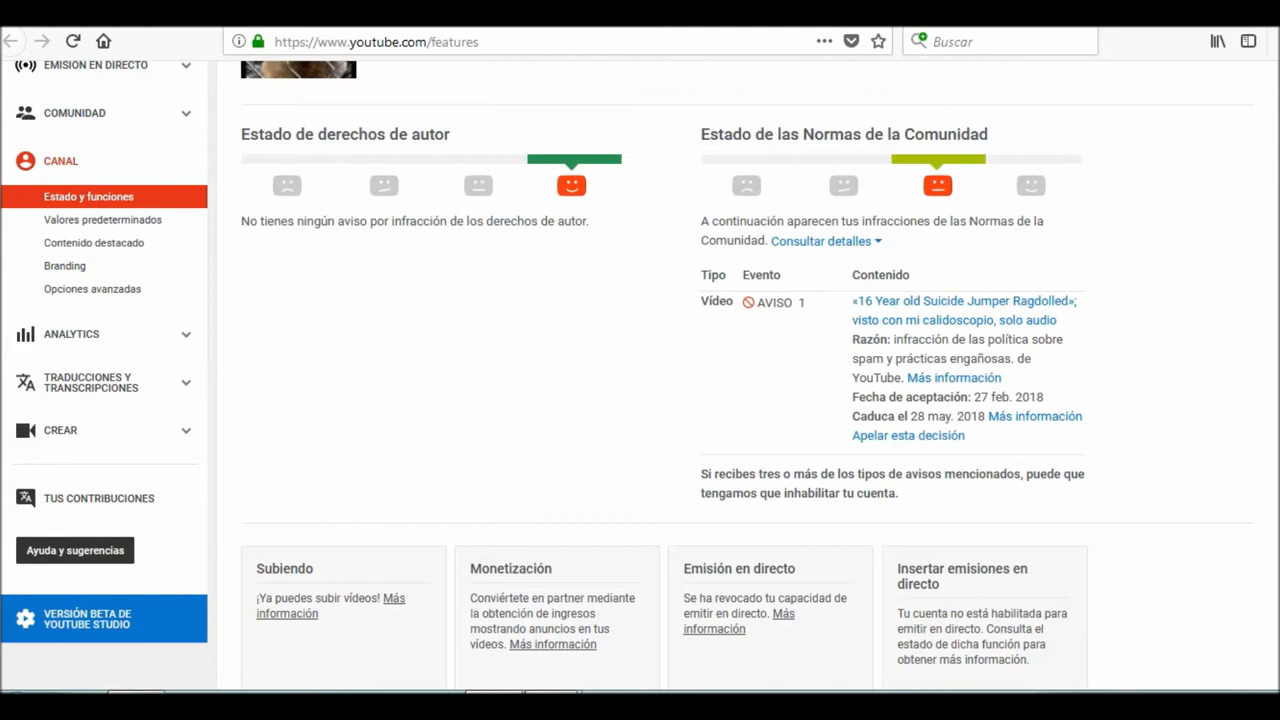 https://www.youtube.com/features
Buscar
EMISIÓN EN DIRECTO
COMUNIDAD
CANAL
Estado y funciones
Valores predeterminados
Contenido destacado
Branding
Opciones avanzadas
ANALYTICS
TRADUCCIONES Y
TRANSCRIPCIONES
CREAR
TUS CONTRIBUCIONES
Ayuda y sugerencias
VERSIÓN BETA DE
YOUTUBE STUDIO
Estado de derechos de autor
No tienes ningún aviso por infracción de los derechos de autor.
Estado de las Normas de la Comunidad
A continuación aparecen tus infracciones de las Normas de la
Comunidad. Consultar detalles
Tipo Evento Contenido
Vídeo AVISO 1 «16 Year old Suicide Jumper Ragdolled»;
visto con mi calidoscopio, solo audio
Razón: infracción de las política sobre
spam y prácticas engañosas. de
YouTube. Más información
Fecha de aceptación: 27 feb. 2018
Caduca el 28 may. 2018 Más información
Apelar esta decisión
Si recibes tres o más de los tipos de avisos mencionados, puede que
tengamos que inhabilitar tu cuenta.
Subiendo
¡Ya puedes subir vídeos! Más
información
Monetización
Conviértete en partner mediante
la obtención de ingresos
mostrando anuncios en tus
vídeos. Más información
Emisión en directo
Se ha revocado tu capacidad de
emitir en directo. Más
información
Insertar emisiones en
directo
Tu cuenta no está habilitada para
emitir en directo. Consulta el
estado de dicha función para
obtener más información.